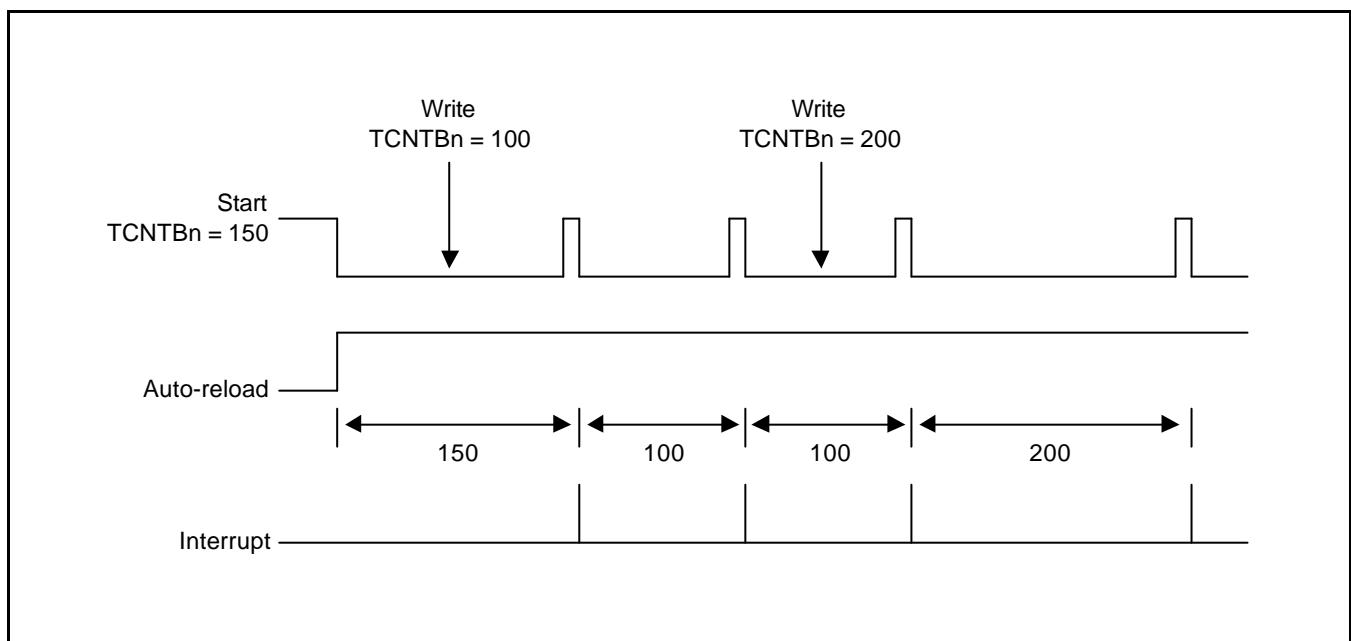 Write
TCNTBn = 100
Write
TCNTBn = 200
Start
TCNTBn = 150
Auto-reload
150
100
100
200
Interrupt